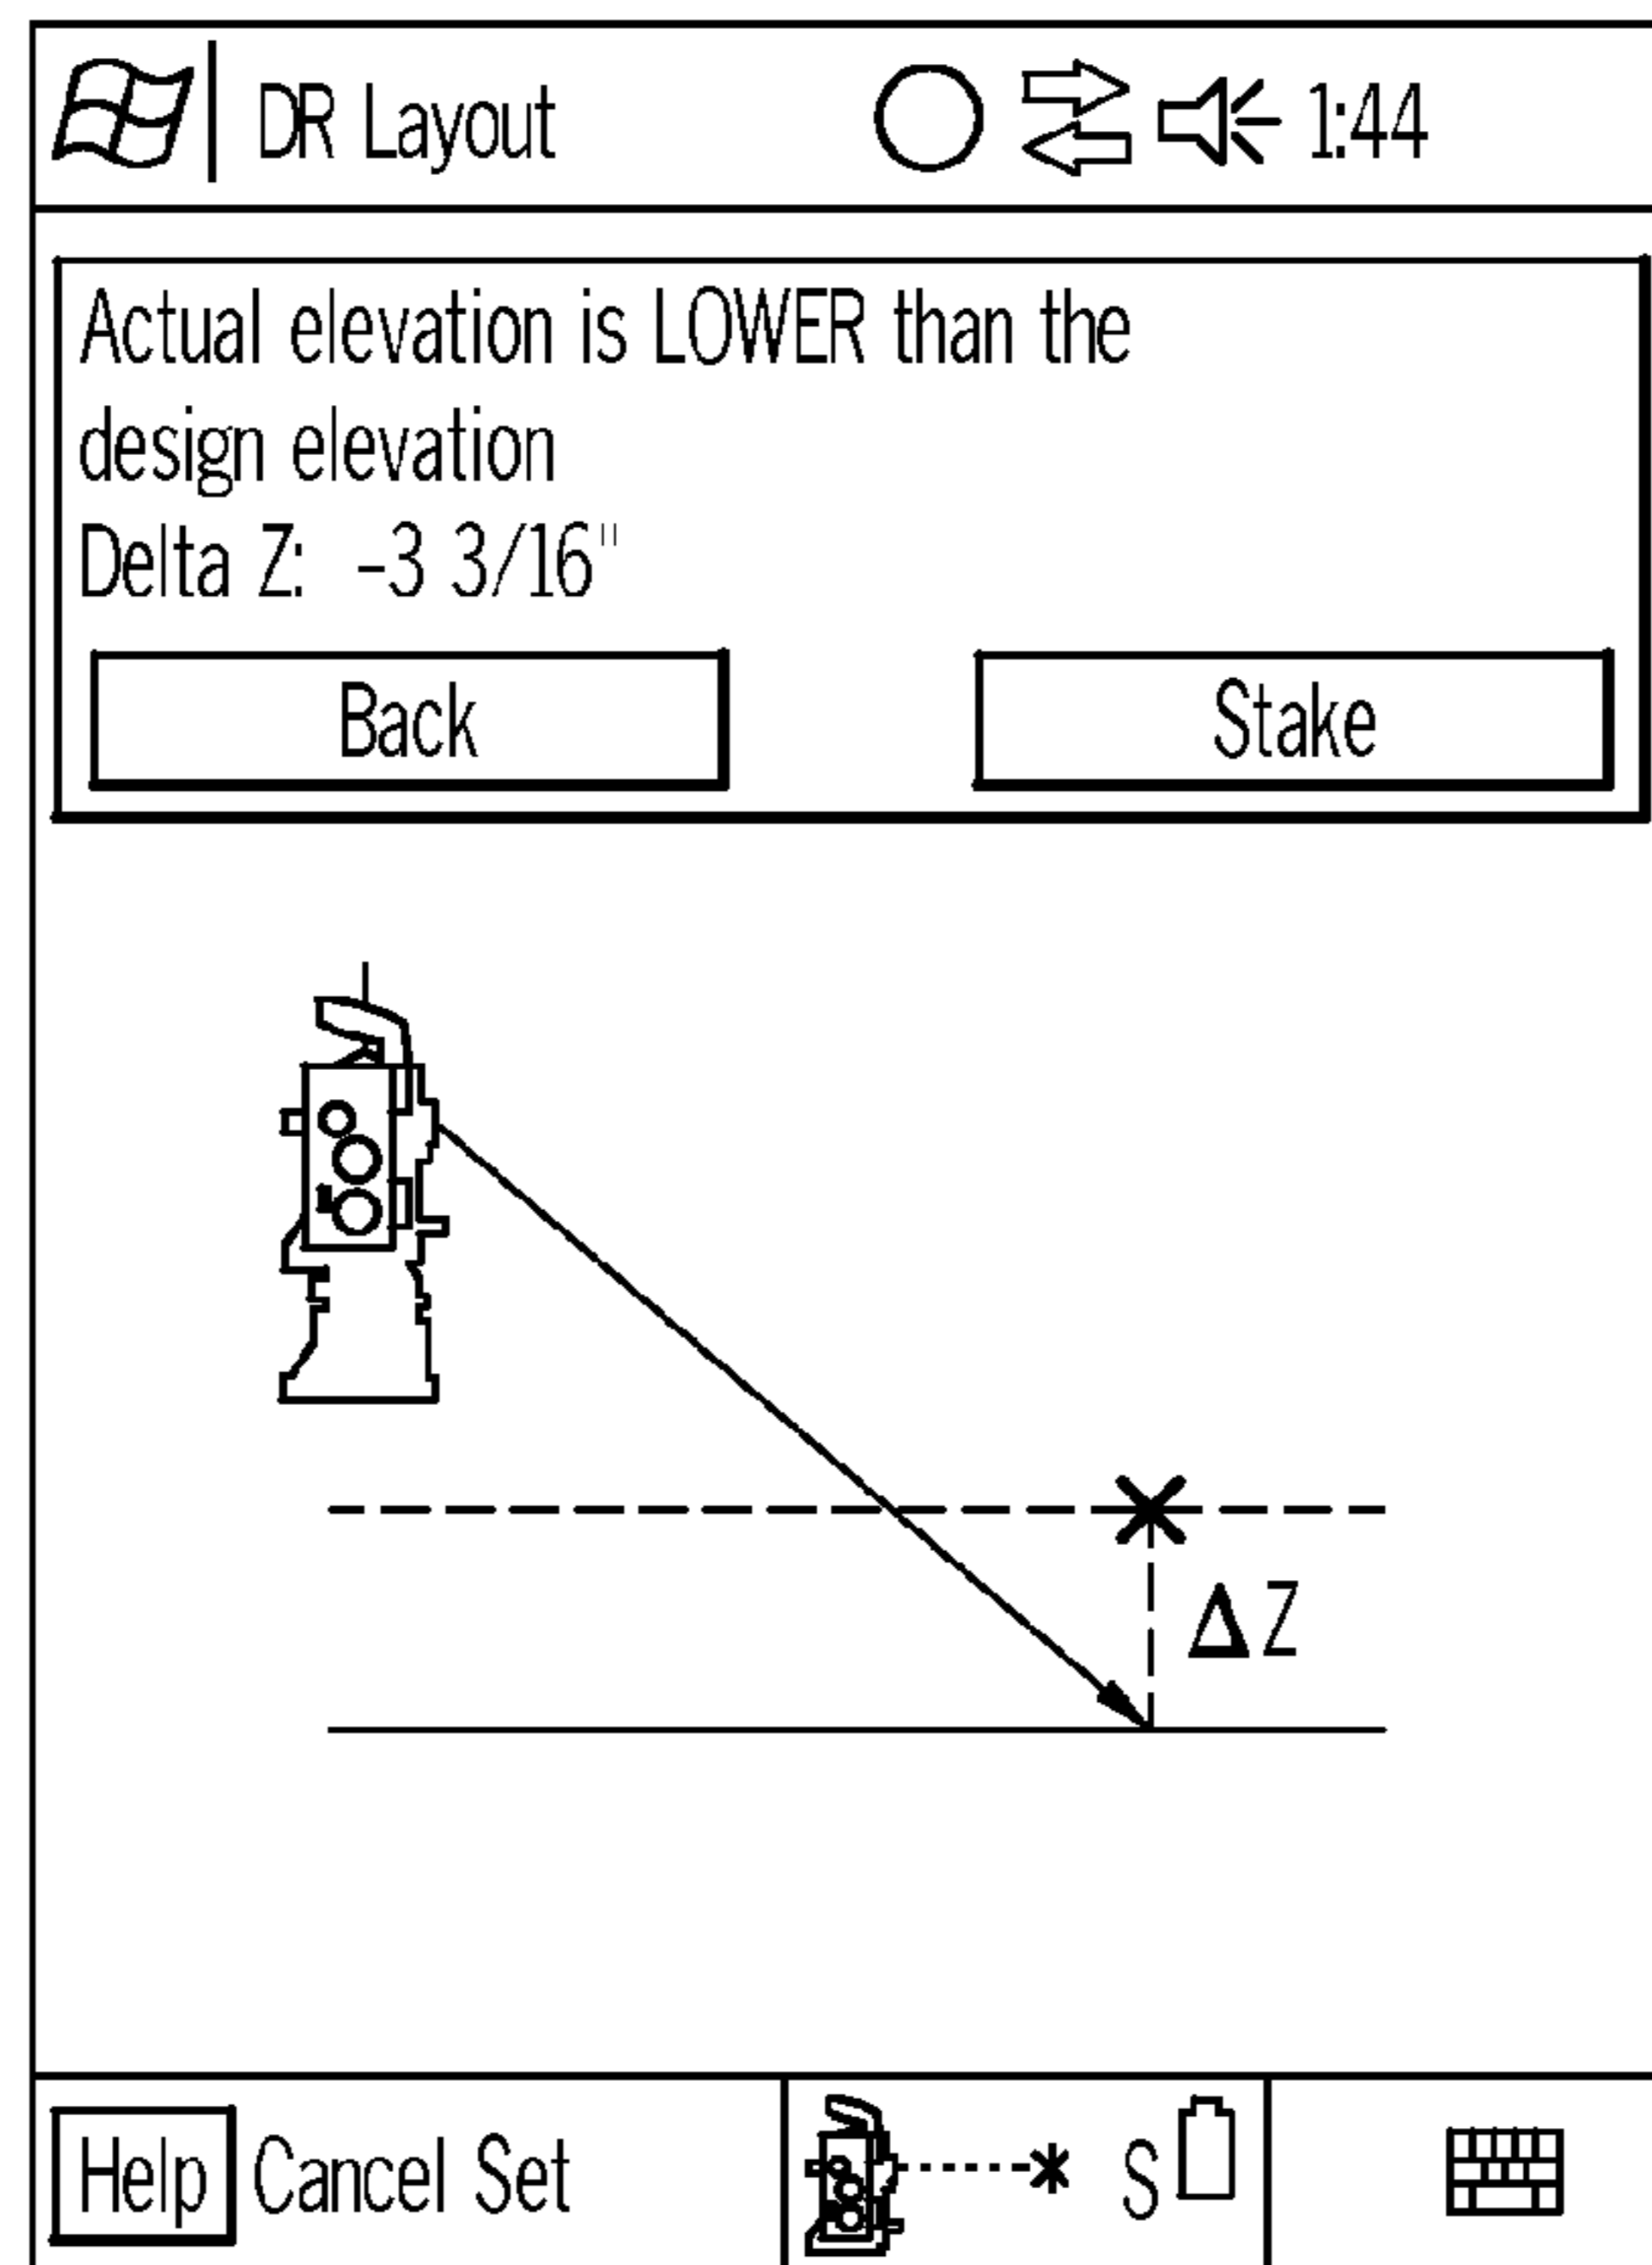 DR Layout 1:44
Actual elevation is LOWER than the
design elevation
Delta Z: -3 3/16"
Back Stake
ΔZ
Help Cancel Set S